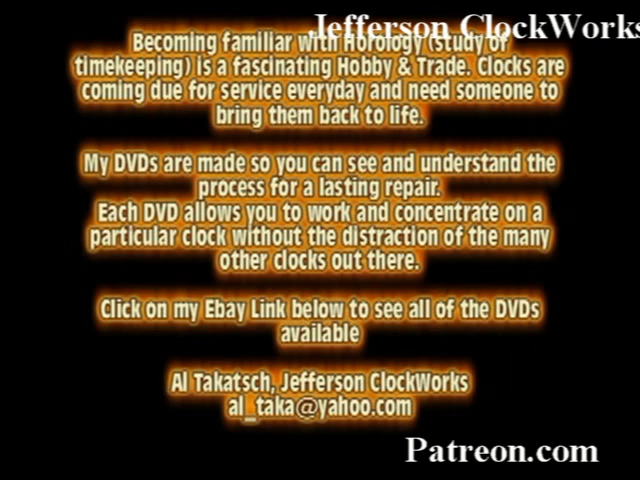 Jefferson ClockWorks
Becoming familiar with Horology (study of
timekeeping) is a fascinating Hobby & Trade. Clocks are
coming due for service everyday and need someone to
bring them back to life.
My DVDs are made so you can see and understand the
process for a lasting repair.
Each DVD allows you to work and concentrate on a
particular clock without the distraction of the many
other clocks out there.
Click on my Ebay Link below to see all of the DVDs
available
Al Takatsch, Jefferson ClockWorks
al_taka@yahoo.com
Patreon.com